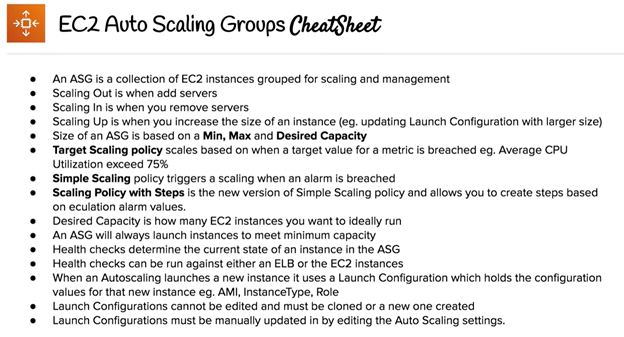 EC2 Auto Scaling Groups CheatSheet
● An ASG is a collection of EC2 instances grouped for scaling and management
● Scaling Out is when add servers
● Scaling In is when you remove servers
● Scaling Up is when you increase the size of an instance (eg. updating Launch Configuration with larger size)
● Size of an ASG is based on a Min, Max and Desired Capacity
● Target Scaling policy scales based on when a target value for a metric is breached eg. Average CPU
Utilization exceed 75%
● Simple Scaling policy triggers a scaling when an alarm is breached
● Scaling Policy with Steps is the new version of Simple Scaling policy and allows you to create steps based
on eculation alarm values.
● Desired Capacity is how many EC2 instances you want to ideally run
● An ASG will always launch instances to meet minimum capacity
● Health checks determine the current state of an instance in the ASG
● Health checks can be run against either an ELB or the EC2 instances
● When an Autoscaling launches a new instance it uses a Launch Configuration which holds the configuration
values for that new instance eg. AMI, InstanceType, Role
● Launch Configurations cannot be edited and must be cloned or a new one created
● Launch Configurations must be manually updated in by editing the Auto Scaling settings.